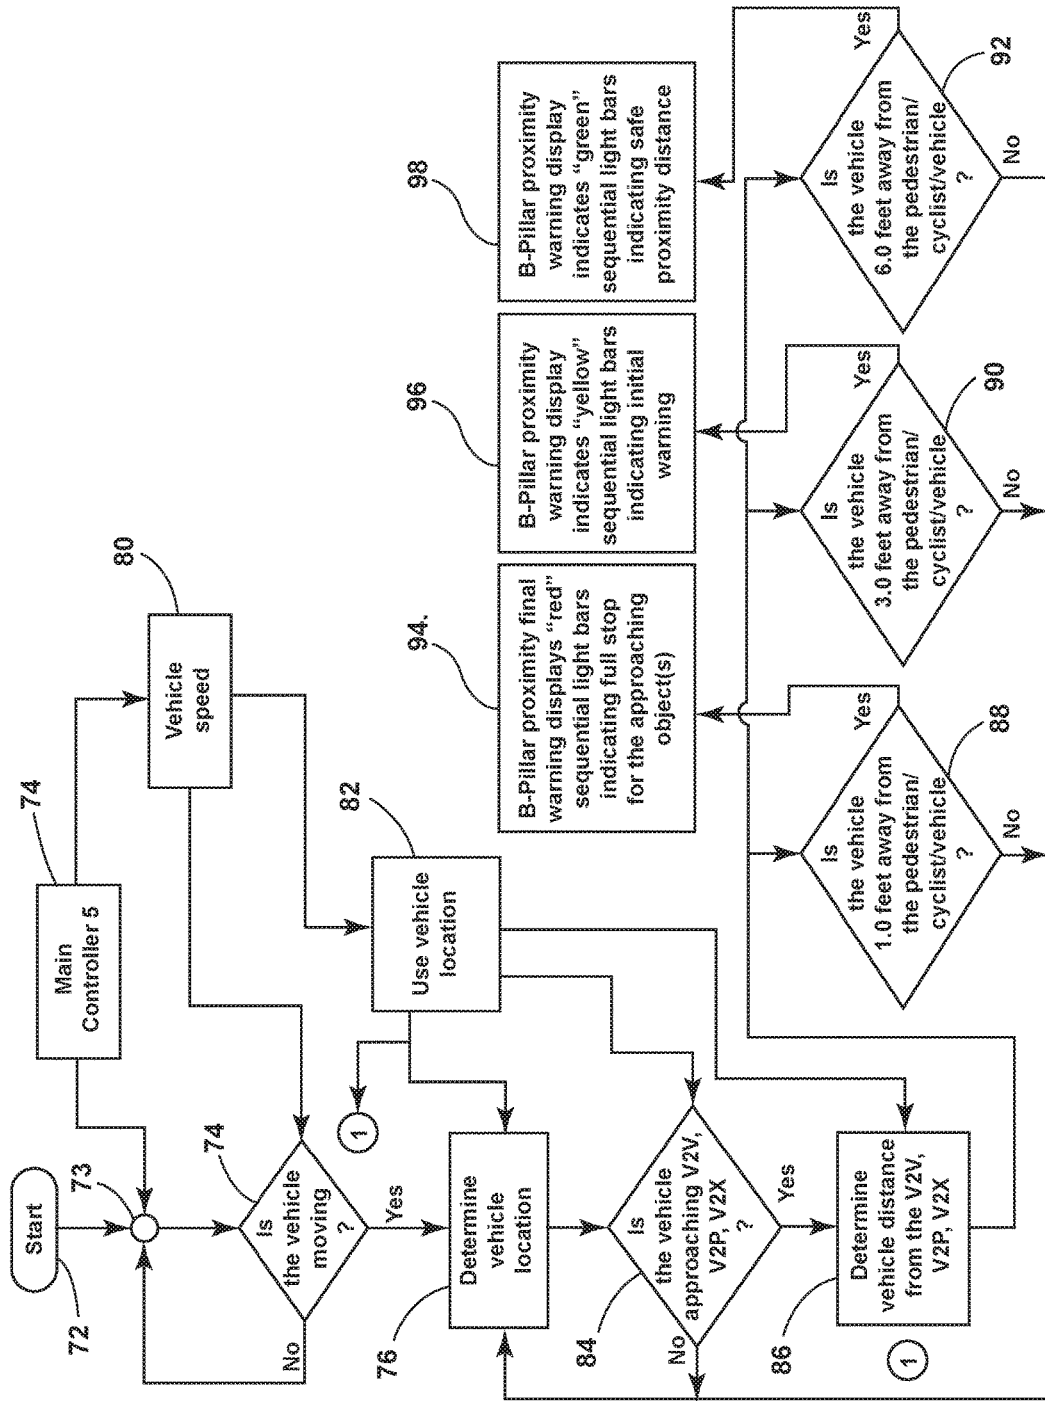 Start
72
73
Main
Controller 5
74
Vehicle
speed
80
Is
the vehicle
moving
?
74
No
Yes
Use vehicle
location
82
1
Determine
vehicle
location
76
Is
the vehicle
approaching V2V,
V2P, V2X
?
84
No
Yes
Determine
vehicle distance
from the V2V,
V2P, V2X
86
1
B-Pillar proximity final
warning displays “red”
sequential light bars
indicating full stop
for the approaching
object(s)
94.
B-Pillar proximity
warning display
indicates “yellow”
sequential light bars
indicating initial
warning
96
B-Pillar proximity
warning display
indicates “green”
sequential light bars
indicating safe
proximity distance
98
Is
the vehicle
1.0 feet away from
the pedestrian/
cyclist/vehicle
?
Yes
88
No
Is
the vehicle
3.0 feet away from
the pedestrian/
cyclist/vehicle
?
Yes
90
No
Is
the vehicle
6.0 feet away from
the pedestrian/
cyclist/vehicle
?
Yes
92
No